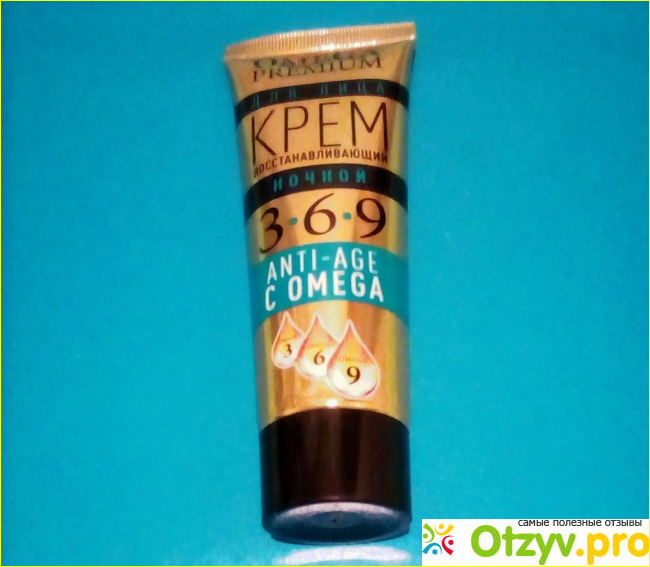 OMEGA
PREMIUM
ДЛЯ ЛИЦА
КРЕМ
ВОССТАНАВЛИВАЮЩИЙ
НОЧНОЙ
3·6·9
ANTI-AGE
С OMEGA
3
6
9
самые полезные отзывы
Otzyv.pro